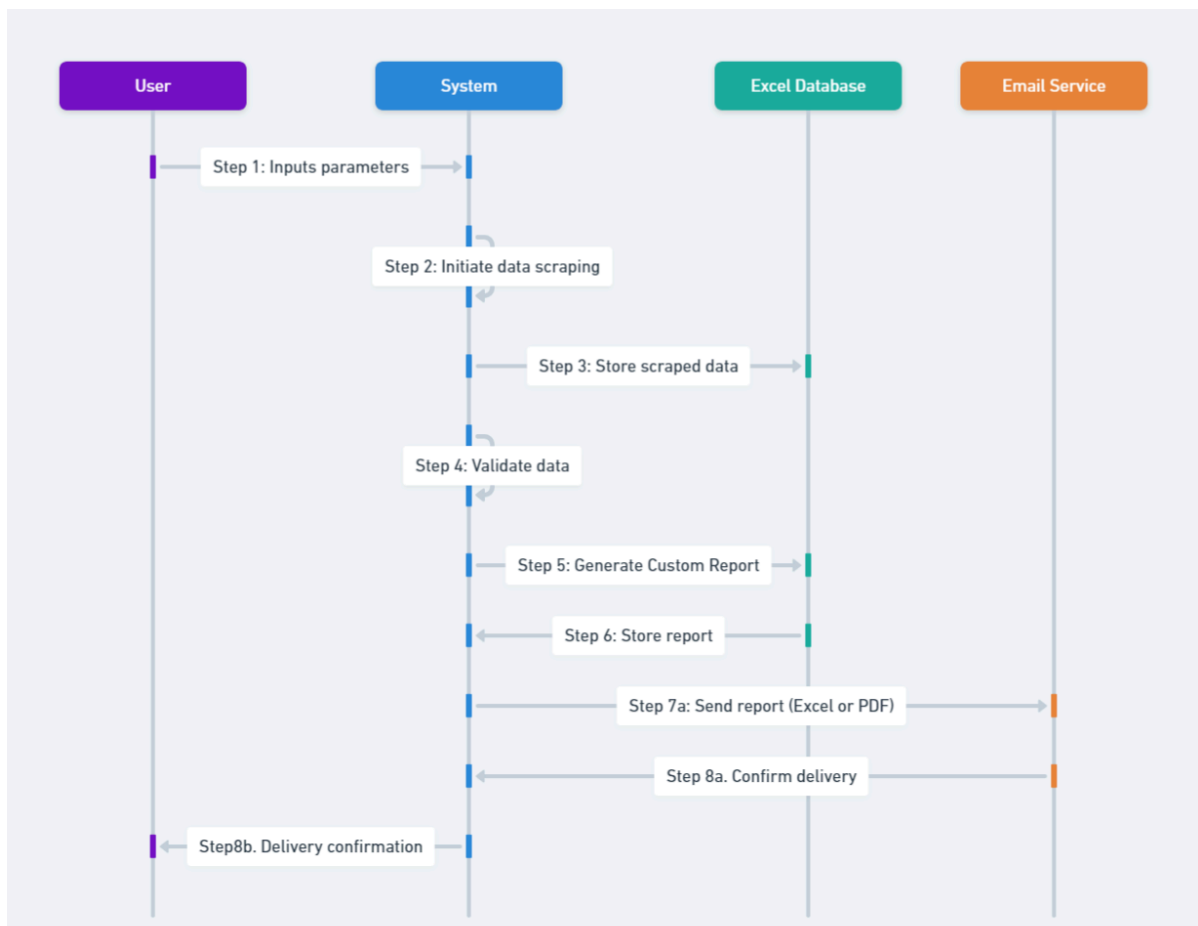 User
System
Excel Database
Email Service
Step 1: Inputs parameters
Step 2: Initiate data scraping
Step 3: Store scraped data
Step 4: Validate data
Step 5: Generate Custom Report
Step 6: Store report
Step 7a: Send report (Excel or PDF)
Step 8a. Confirm delivery
Step8b. Delivery confirmation